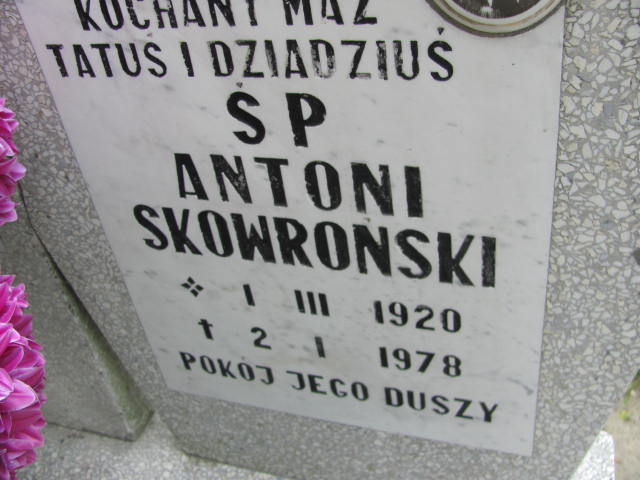 KOCHANY MĄŻ
TATUŚ I DZIADZIUŚ
ŚP
ANTONI
SKOWROŃSKI
1 III 1920
† 2 I 1978
POKÓJ JEGO DUSZY